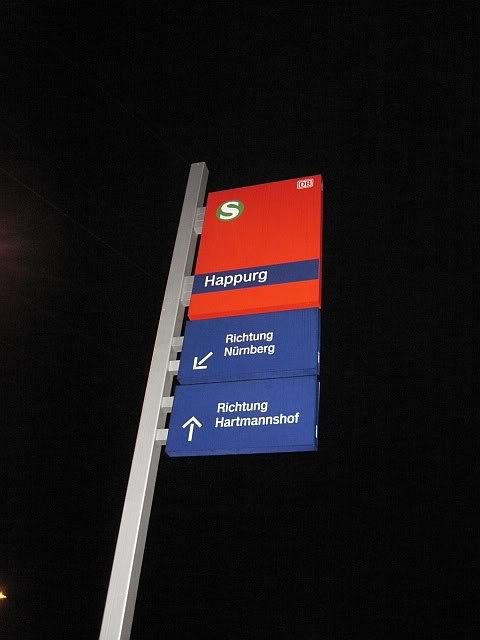 DB
S
Happurg
Richtung
Nürnberg
Richtung
Hartmannshof